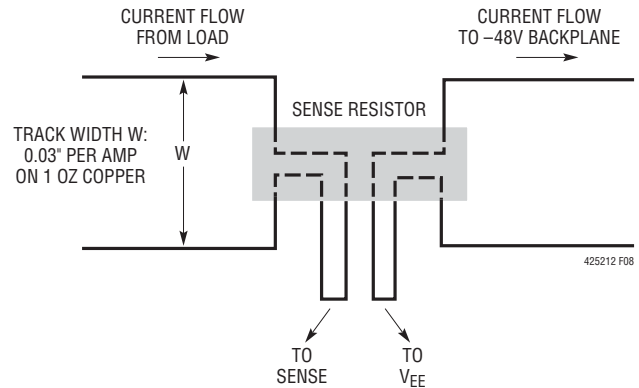 CURRENT FLOW
FROM LOAD
CURRENT FLOW
TO –48V BACKPLANE
SENSE RESISTOR
TRACK WIDTH W:
0.03" PER AMP
ON 1 OZ COPPER
W
425212 F08
TO
SENSE
TO
VEE